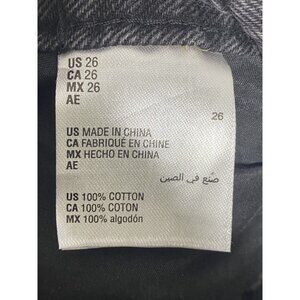 US 26
CA 26
MX 26
AE
26
US MADE IN CHINA
CA FABRIQUÉ EN CHINE
MX HECHO EN CHINA
AE
صنع في الصين
US 100% COTTON
CA 100% COTON
MX 100% algodón